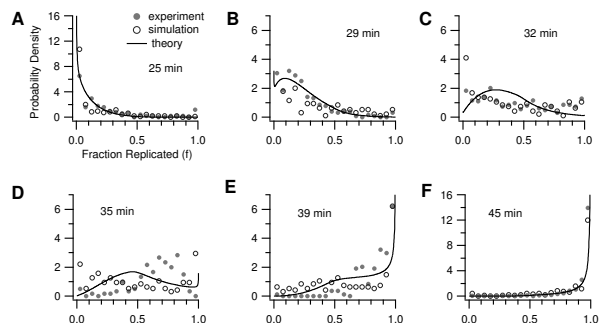 A
16
12
8
4
0
Probability Density
experiment
simulation
theory
25 min
0.0 0.5 1.0
Fraction Replicated (f)
B
6
4
2
0
29 min
0.0 0.5 1.0
C
6
4
2
0
32 min
0.0 0.5 1.0
D
6
4
2
0
35 min
0.0 0.5 1.0
E
6
4
2
0
39 min
0.0 0.5 1.0
F
16
12
8
4
0
45 min
0.0 0.5 1.0